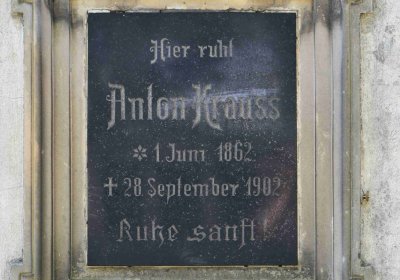 Hier ruht
Anton Krauss
* 1. Juni 1862
† 28 September 1902
Ruhe sanft!